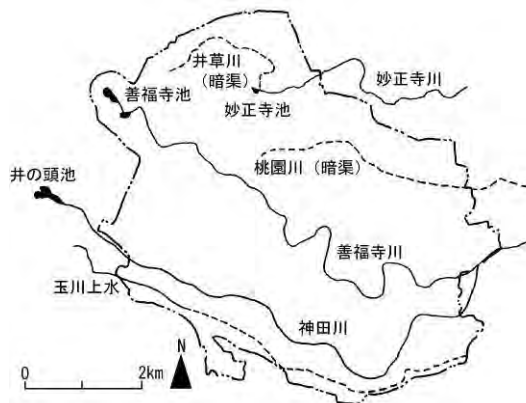 井草川
（暗渠）
善福寺池
妙正寺池
妙正寺川
桃園川（暗渠）
井の頭池
善福寺川
玉川上水
神田川
0
2km
N